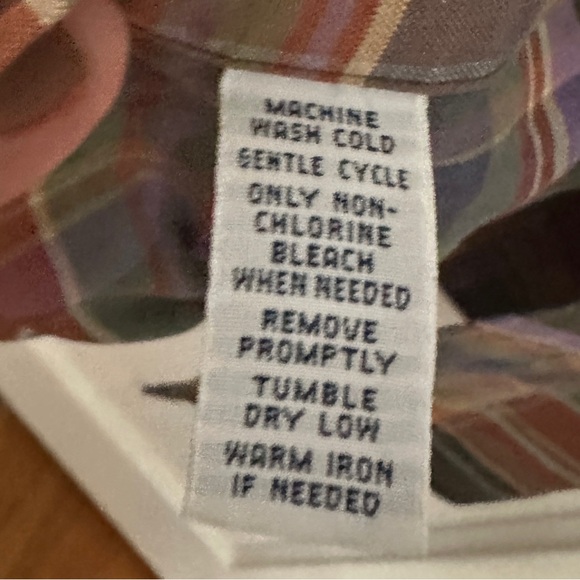 MACHINE
WASH COLD
GENTLE CYCLE
ONLY NON-
CHLORINE
BLEACH
WHEN NEEDED
REMOVE
PROMPTLY
TUMBLE
DRY LOW
WARM IRON
IF NEEDED